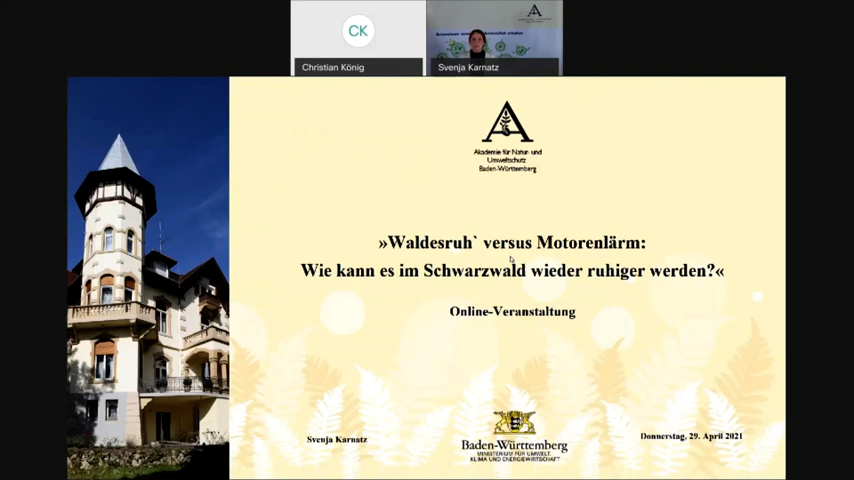 CK
Christian König
Svenja Karnatz
Akademie für Natur- und
Umweltschutz
Baden-Württemberg
»Waldesruh` versus Motorenlärm:
Wie kann es im Schwarzwald wieder ruhiger werden?«
Online-Veranstaltung
Svenja Karnatz
Baden-Württemberg
MINISTERIUM FÜR UMWELT,
KLIMA UND ENERGIEWIRTSCHAFT
Donnerstag, 29. April 2021